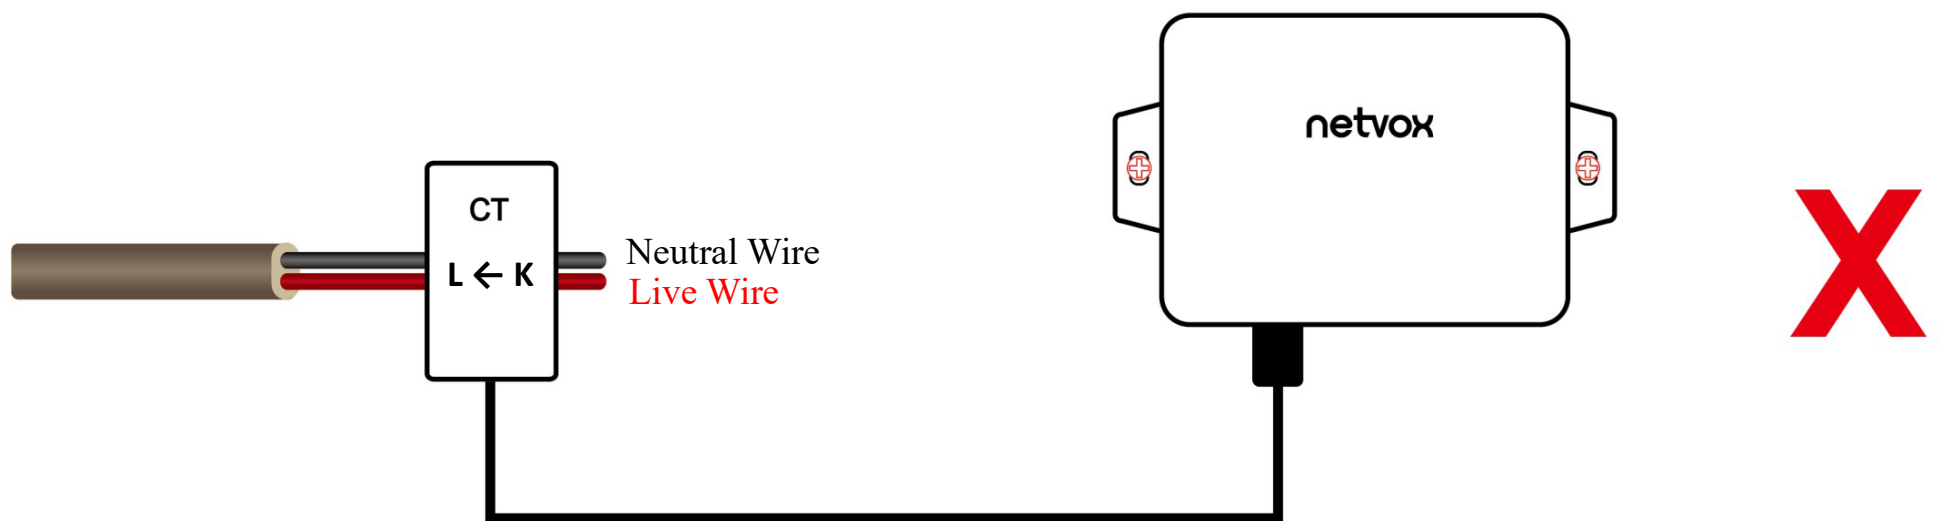 netvox
CT
L ← K
Neutral Wire
Live Wire
X